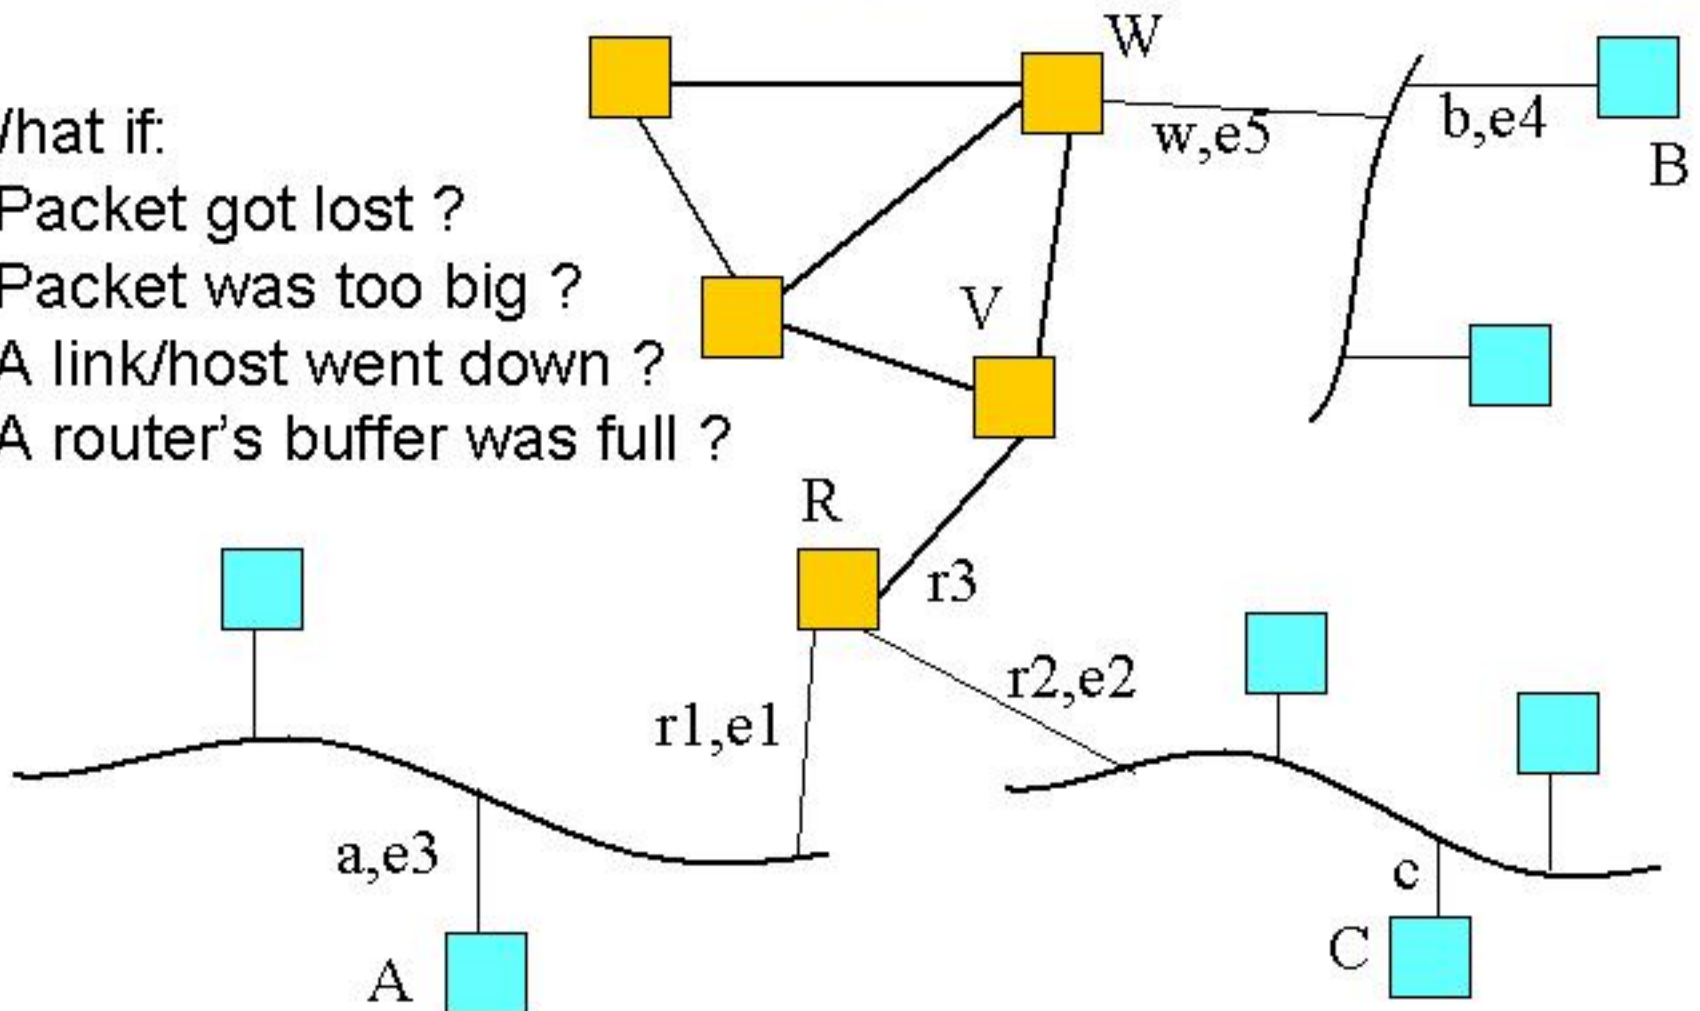 W
What if:
w,e5
b,e4
B
Packet got lost ?
Packet was too big ?
V
A link/host went down ?
A router's buffer was full ?
R
r3
r2,e2
r1,e1
a,e3
c
A
C